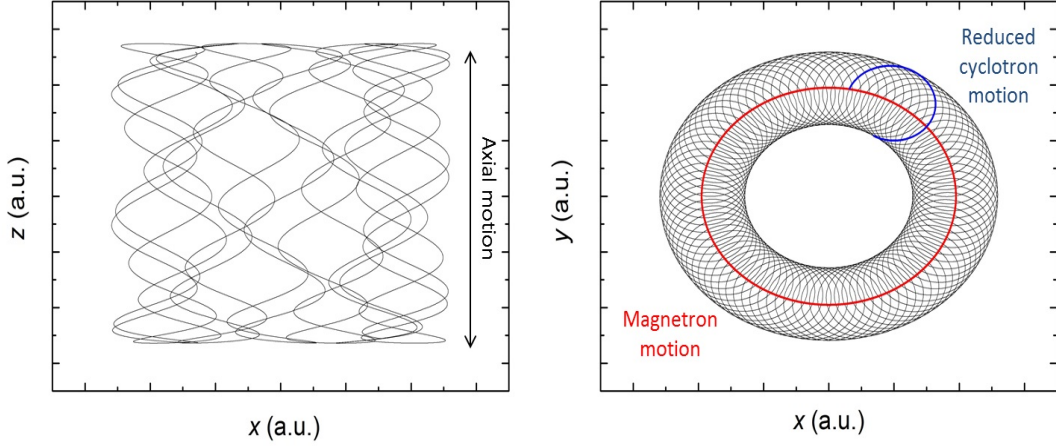 z (a.u.)
Axial motion
x (a.u.)
y (a.u.)
Reduced
cyclotron
motion
Magnetron
motion
x (a.u.)